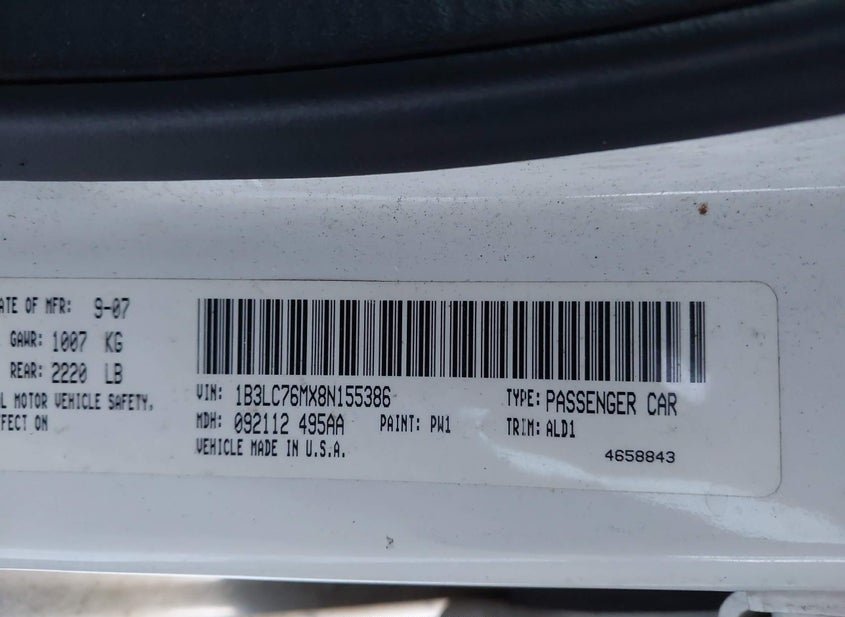 ATE OF MFR: 9-07
GAWR: 1007 KG
REAR: 2220 LB
L MOTOR VEHICLE SAFETY,
FFECT ON
VIN: 1B3LC76MX8N155386
TYPE: PASSENGER CAR
MDH: 092112 495AA
PAINT: PW1
TRIM: ALD1
VEHICLE MADE IN U.S.A.
4658843